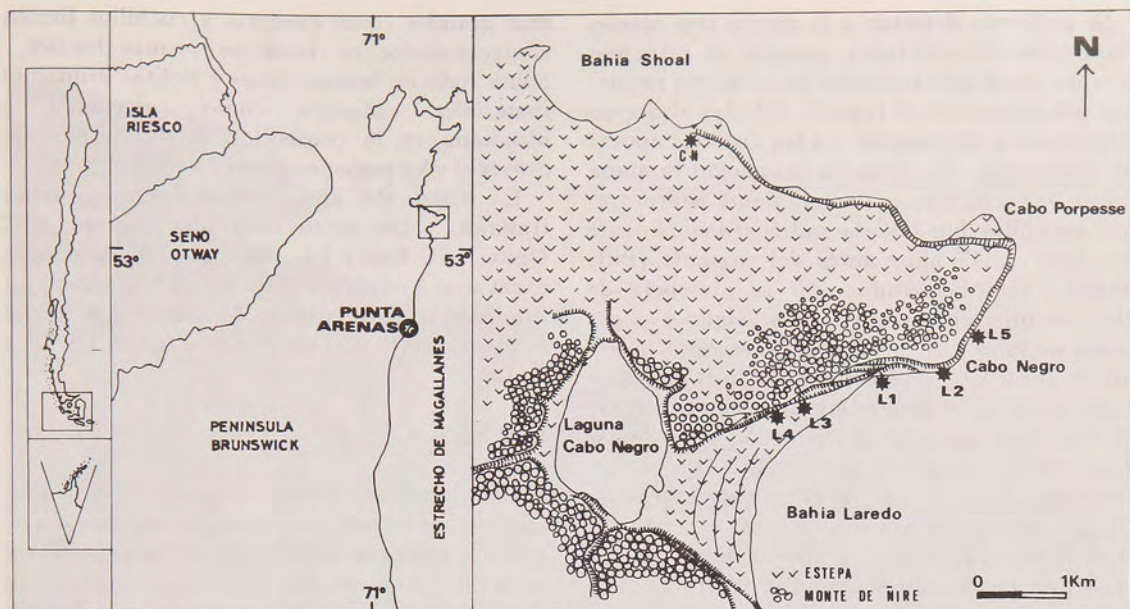 71°
ISLA
RIESCO
SENO
OTWAY
53°
53°
PUNTA
ARENAS
PENINSULA
BRUNSWICK
ESTRECHO DE MAGALLANES
71°
N
Bahia Shoal
CN
Cabo Porpesse
L5
Cabo Negro
L1
L2
L3
L4
Laguna
Cabo Negro
Bahia Laredo
ESTEPA
MONTE DE ÑIRE
0 1Km